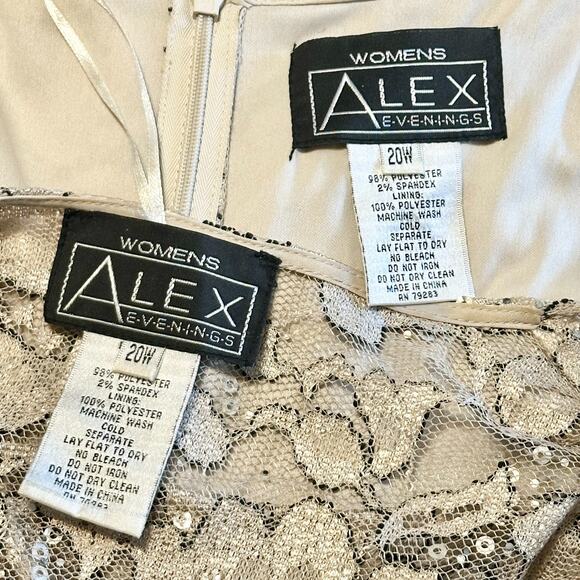 WOMENS
ALEX
E•V•E•N•I•N•G•S
20W
98% POLYESTER
2% SPANDEX
LINING:
100% POLYESTER
MACHINE WASH
COLD
SEPARATE
LAY FLAT TO DRY
NO BLEACH
DO NOT IRON
DO NOT DRY CLEAN
MADE IN CHINA
RN 79283
WOMENS
ALEX
E•V•E•N•I•N•G•S
20W
98% POLYESTER
2% SPANDEX
LINING:
100% POLYESTER
MACHINE WASH
COLD
SEPARATE
LAY FLAT TO DRY
NO BLEACH
DO NOT IRON
DO NOT DRY CLEAN
MADE IN CHINA
RN 79283